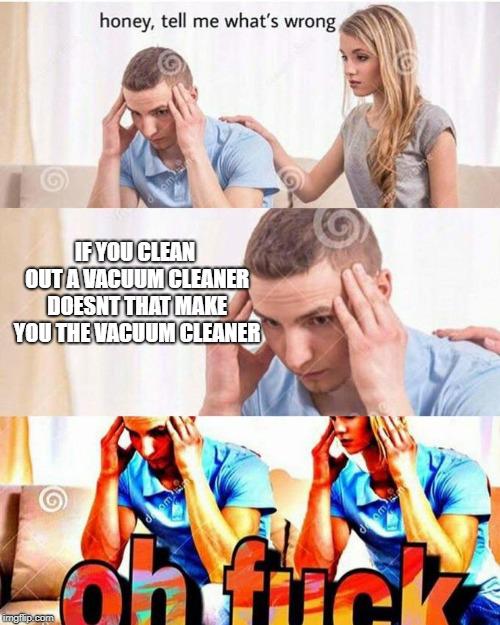 honey, tell me what's wrong
IF YOU CLEAN
OUT A VACUUM CLEANER
DOESNT THAT MAKE
YOU THE VACUUM CLEANER
oh fuck
imgflip.com